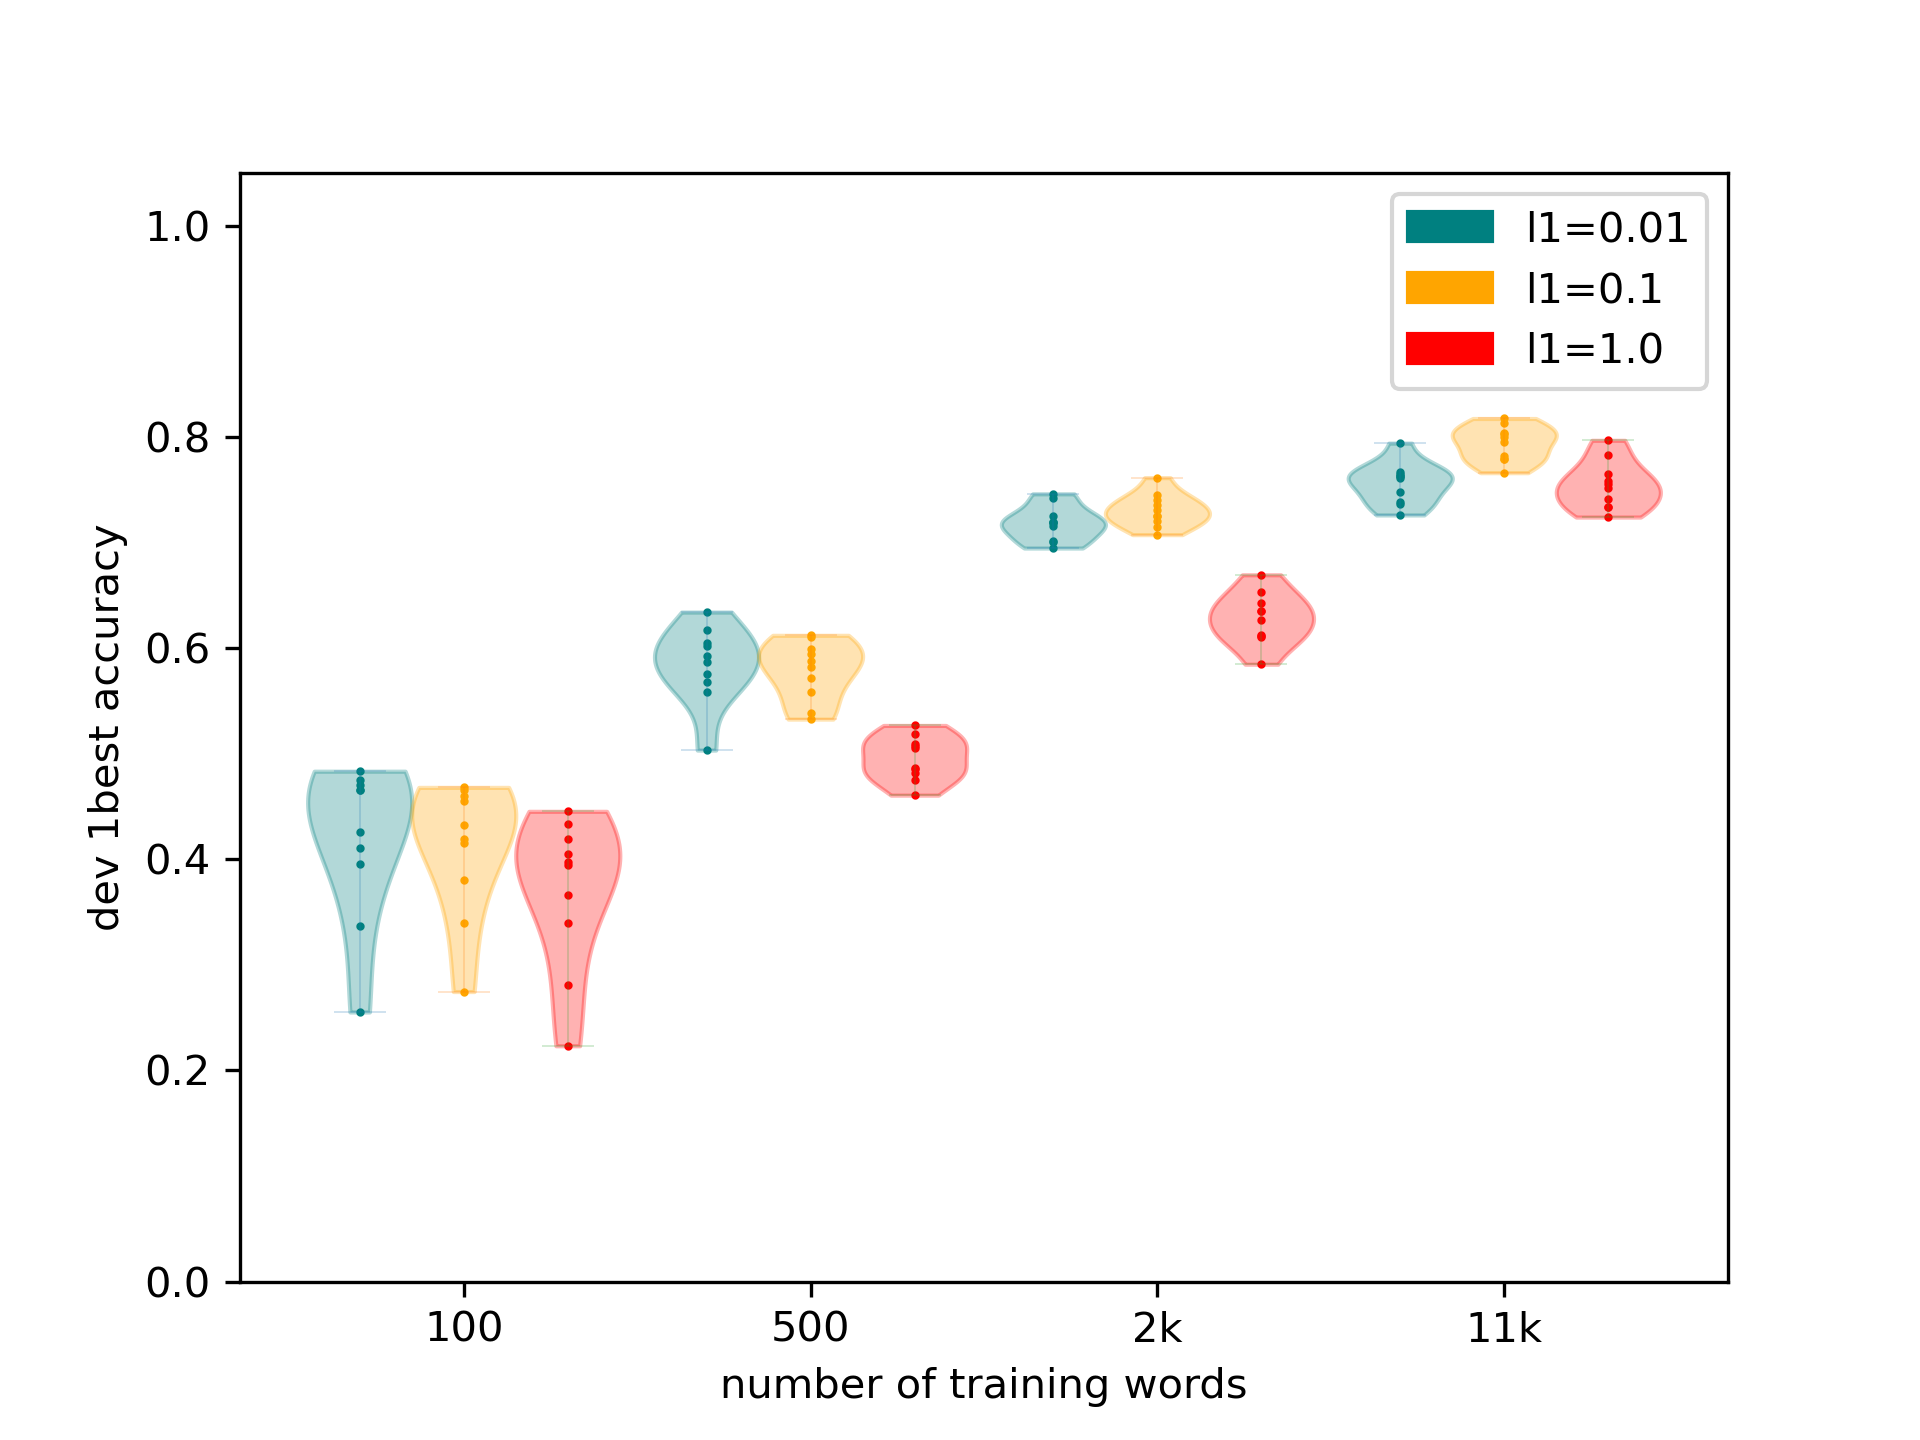 l1=0.01
l1=0.1
l1=1.0
1.0
0.8
0.6
0.4
0.2
0.0
dev 1best accuracy
100 500 2k 11k
number of training words